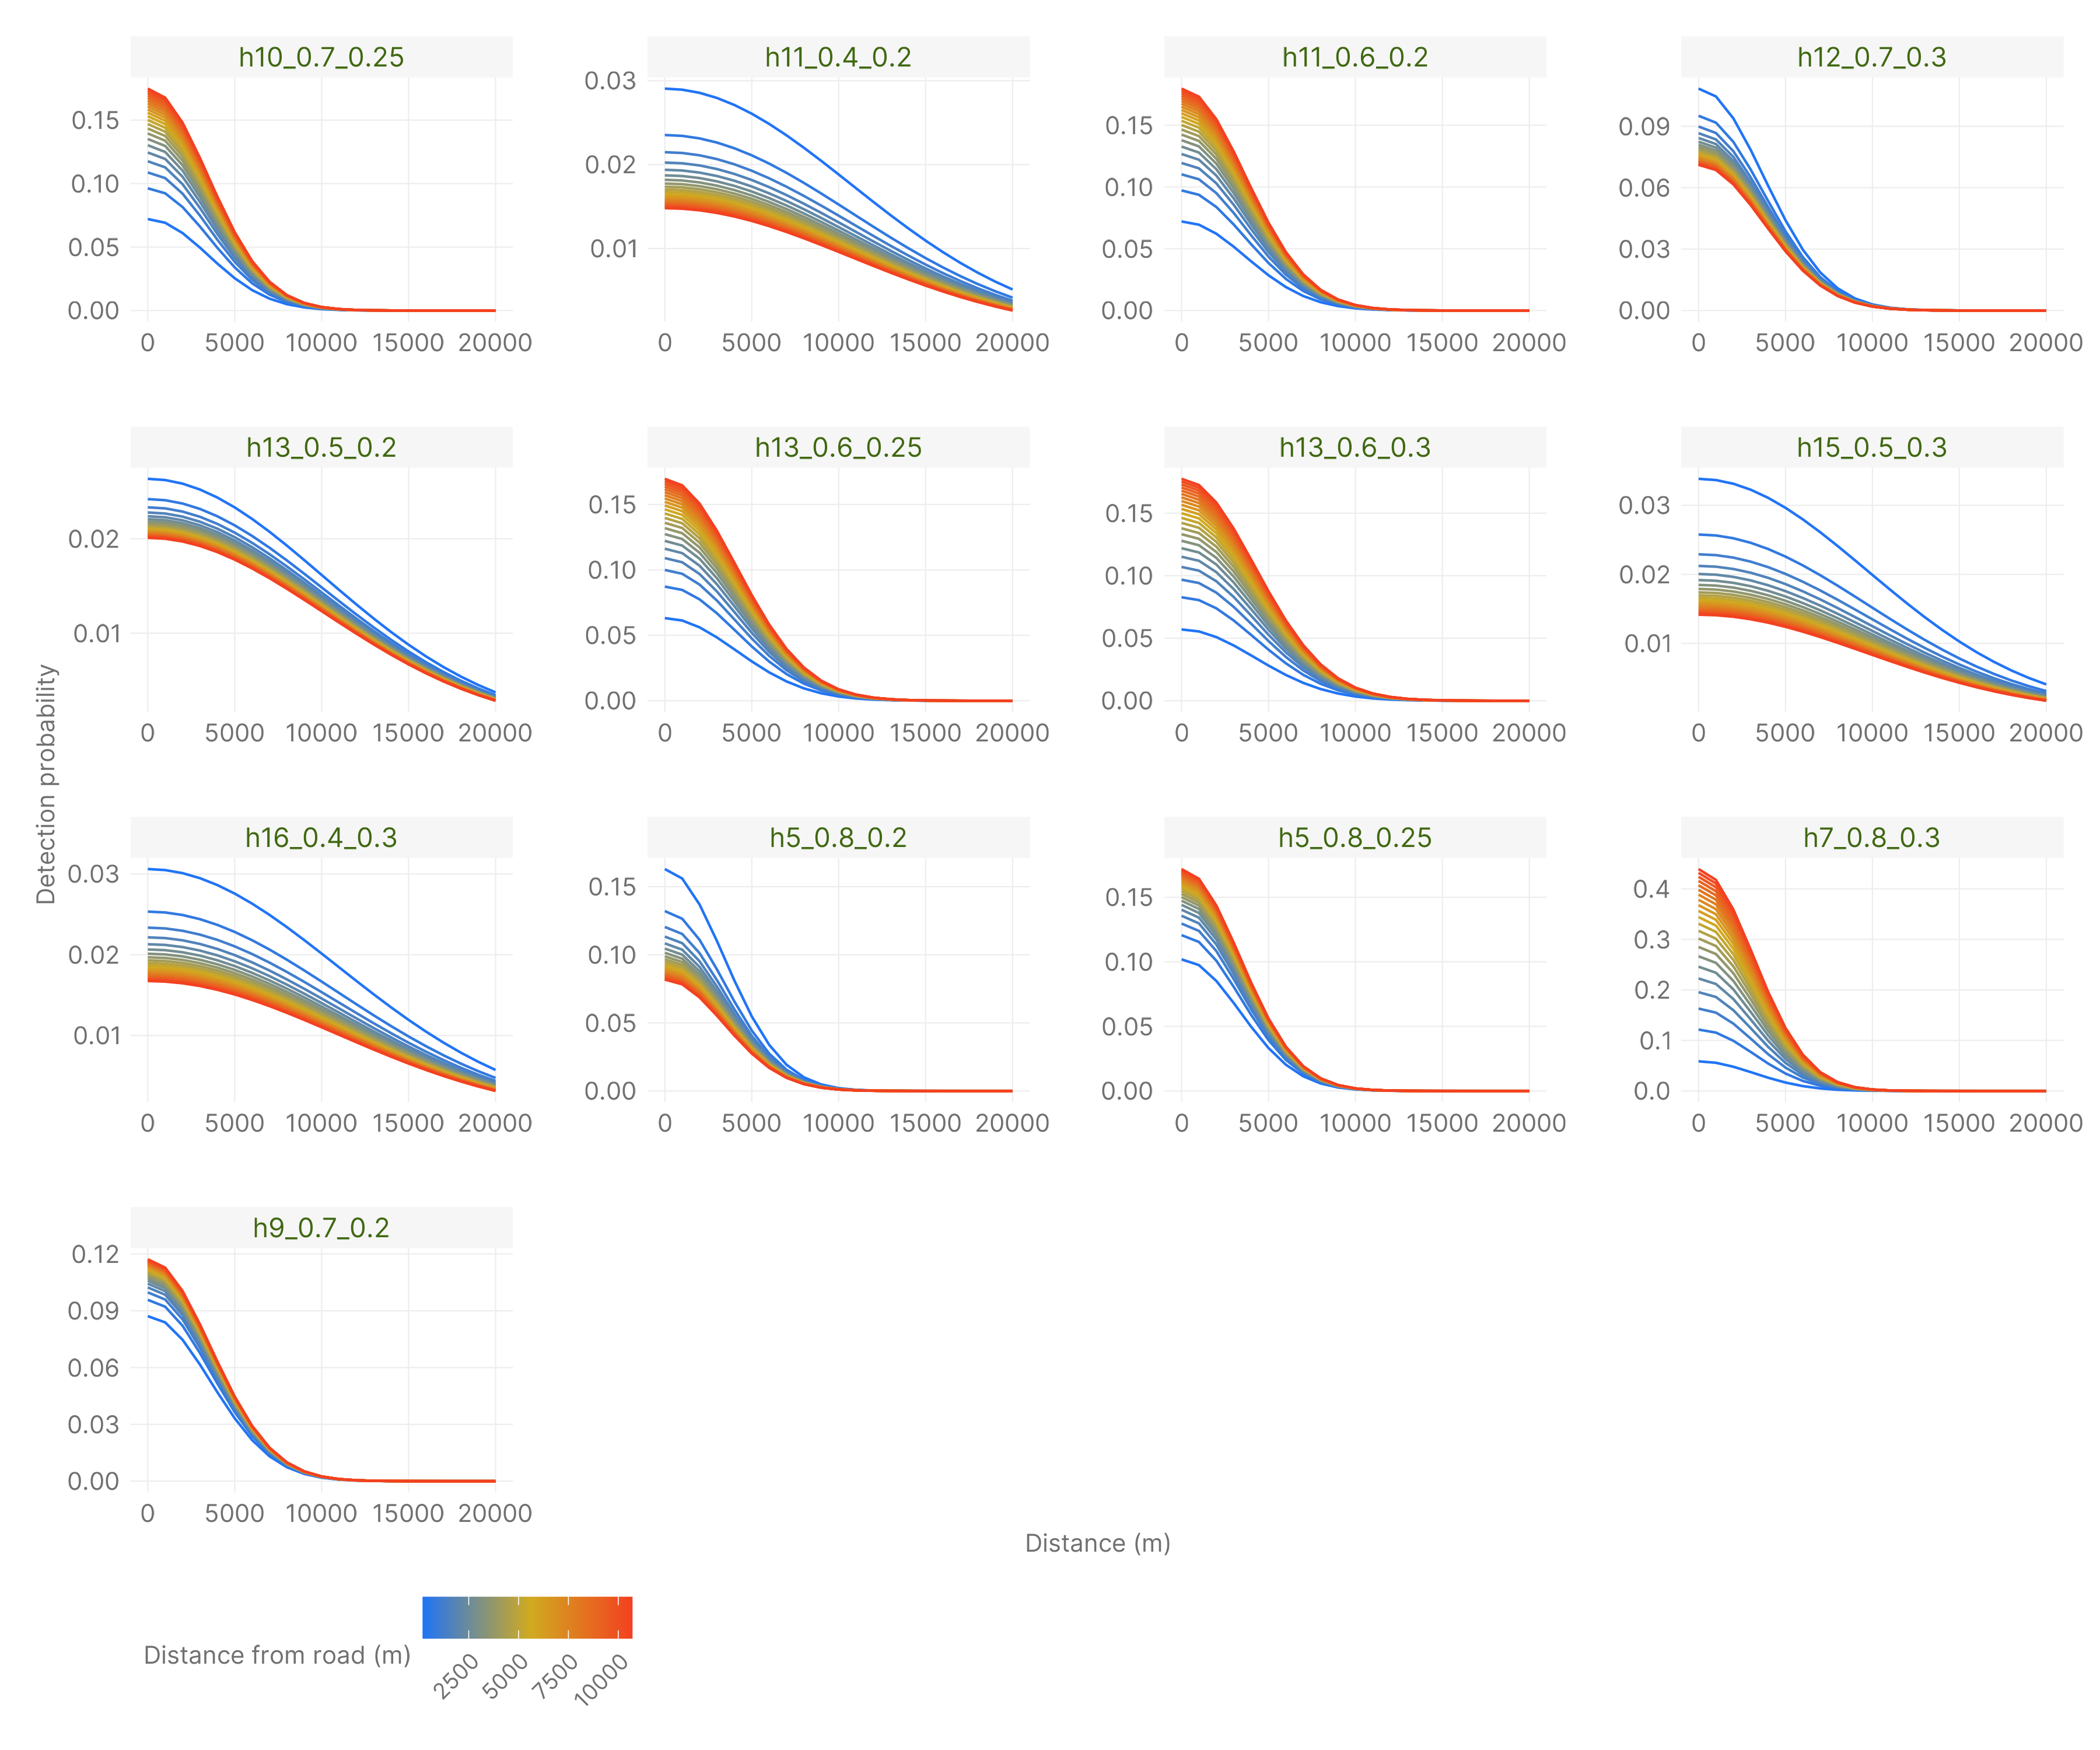 h10_0.7_0.25 h11_0.4_0.2 h11_0.6_0.2 h12_0.7_0.3
0.15 0.10 0.05 0.00
0.03 0.02 0.01
0.15 0.10 0.05 0.00
0.09 0.06 0.03 0.00
0 5000 10000 15000 20000 0 5000 10000 15000 20000 0 5000 10000 15000 20000 0 5000 10000 15000 20000
h13_0.5_0.2 h13_0.6_0.25 h13_0.6_0.3 h15_0.5_0.3
0.02 0.01
0.15 0.10 0.05 0.00
0.15 0.10 0.05 0.00
0.03 0.02 0.01
0 5000 10000 15000 20000 0 5000 10000 15000 20000 0 5000 10000 15000 20000 0 5000 10000 15000 20000
Detection probability
h16_0.4_0.3 h5_0.8_0.2 h5_0.8_0.25 h7_0.8_0.3
0.03 0.02 0.01
0.15 0.10 0.05 0.00
0.15 0.10 0.05 0.00
0.4 0.3 0.2 0.1 0.0
0 5000 10000 15000 20000 0 5000 10000 15000 20000 0 5000 10000 15000 20000 0 5000 10000 15000 20000
h9_0.7_0.2
0.12 0.09 0.06 0.03 0.00
0 5000 10000 15000 20000
Distance (m)
Distance from road (m)
2500 5000 7500 10000